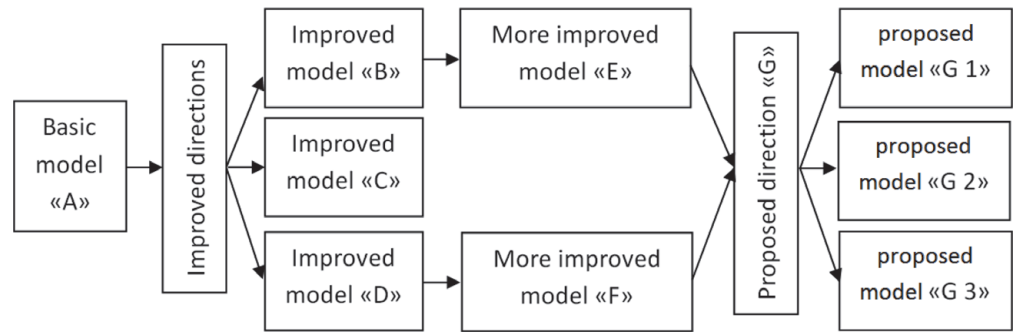 Basic
model
«A»
Improved directions
Improved
model «B»
Improved
model «C»
Improved
model «D»
More improved
model «E»
More improved
model «F»
Proposed direction «G»
proposed
model «G 1»
proposed
model «G 2»
proposed
model «G 3»